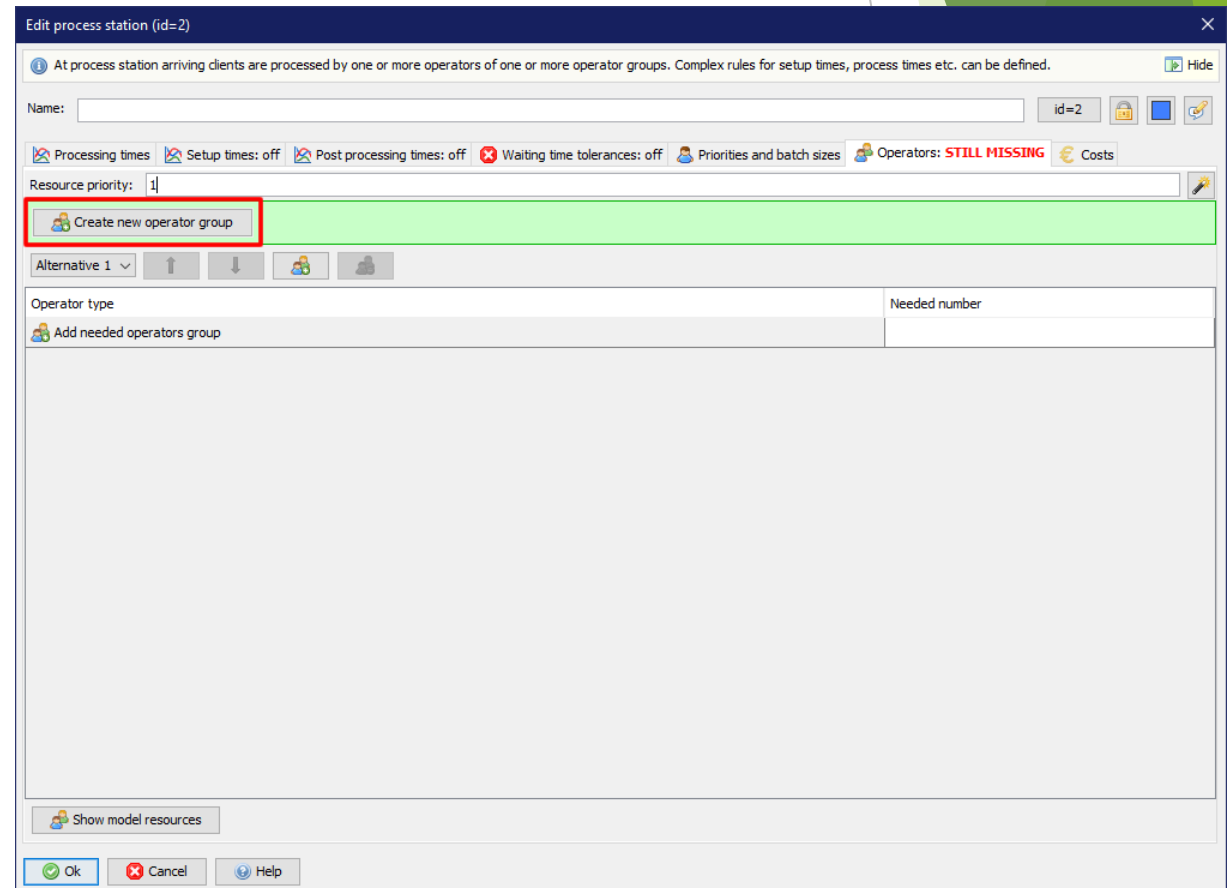 Edit process station (id=2)
At process station arriving clients are processed by one or more operators of one or more operator groups. Complex rules for setup times, process times etc. can be defined. Hide
Name: id=2
Processing times Setup times: off Post processing times: off Waiting time tolerances: off Priorities and batch sizes Operators: STILL MISSING Costs
Resource priority: 1
Create new operator group
Alternative 1
Operator type Needed number
Add needed operators group
Show model resources
Ok Cancel Help